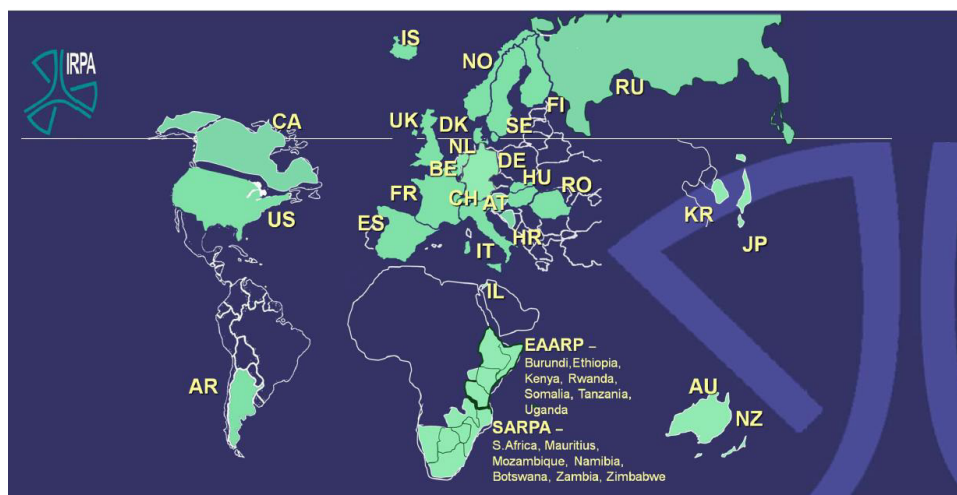 IRPA
IS
NO
RU
FI
CA
UK
DK
SE
NL
BE
DE
HU
FR
CH
AT
RO
US
ES
KR
HR
IT
JP
IL
EAARP –
Burundi,Ethiopia,
Kenya, Rwanda,
Somalia, Tanzania,
Uganda
AR
AU
NZ
SARPA –
S.Africa, Mauritius,
Mozambique, Namibia,
Botswana, Zambia, Zimbabwe